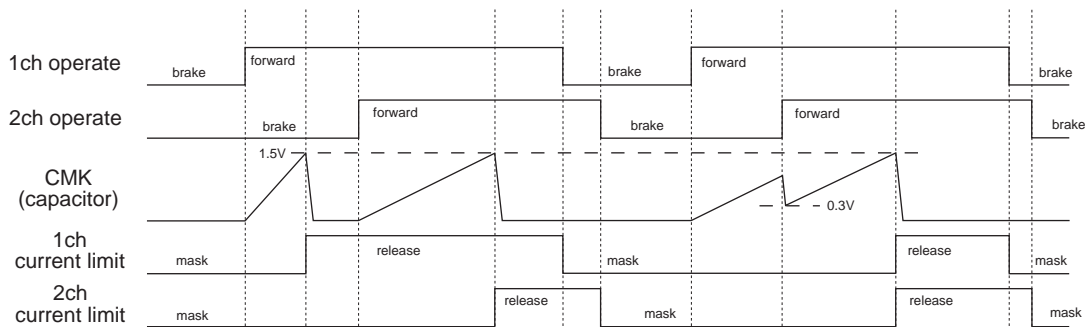 1ch operate
brake
forward
brake
forward
brake
2ch operate
brake
forward
brake
forward
brake
1.5V
CMK
(capacitor)
0.3V
1ch
current limit
mask
release
mask
release
mask
2ch
current limit
mask
release
mask
release
mask